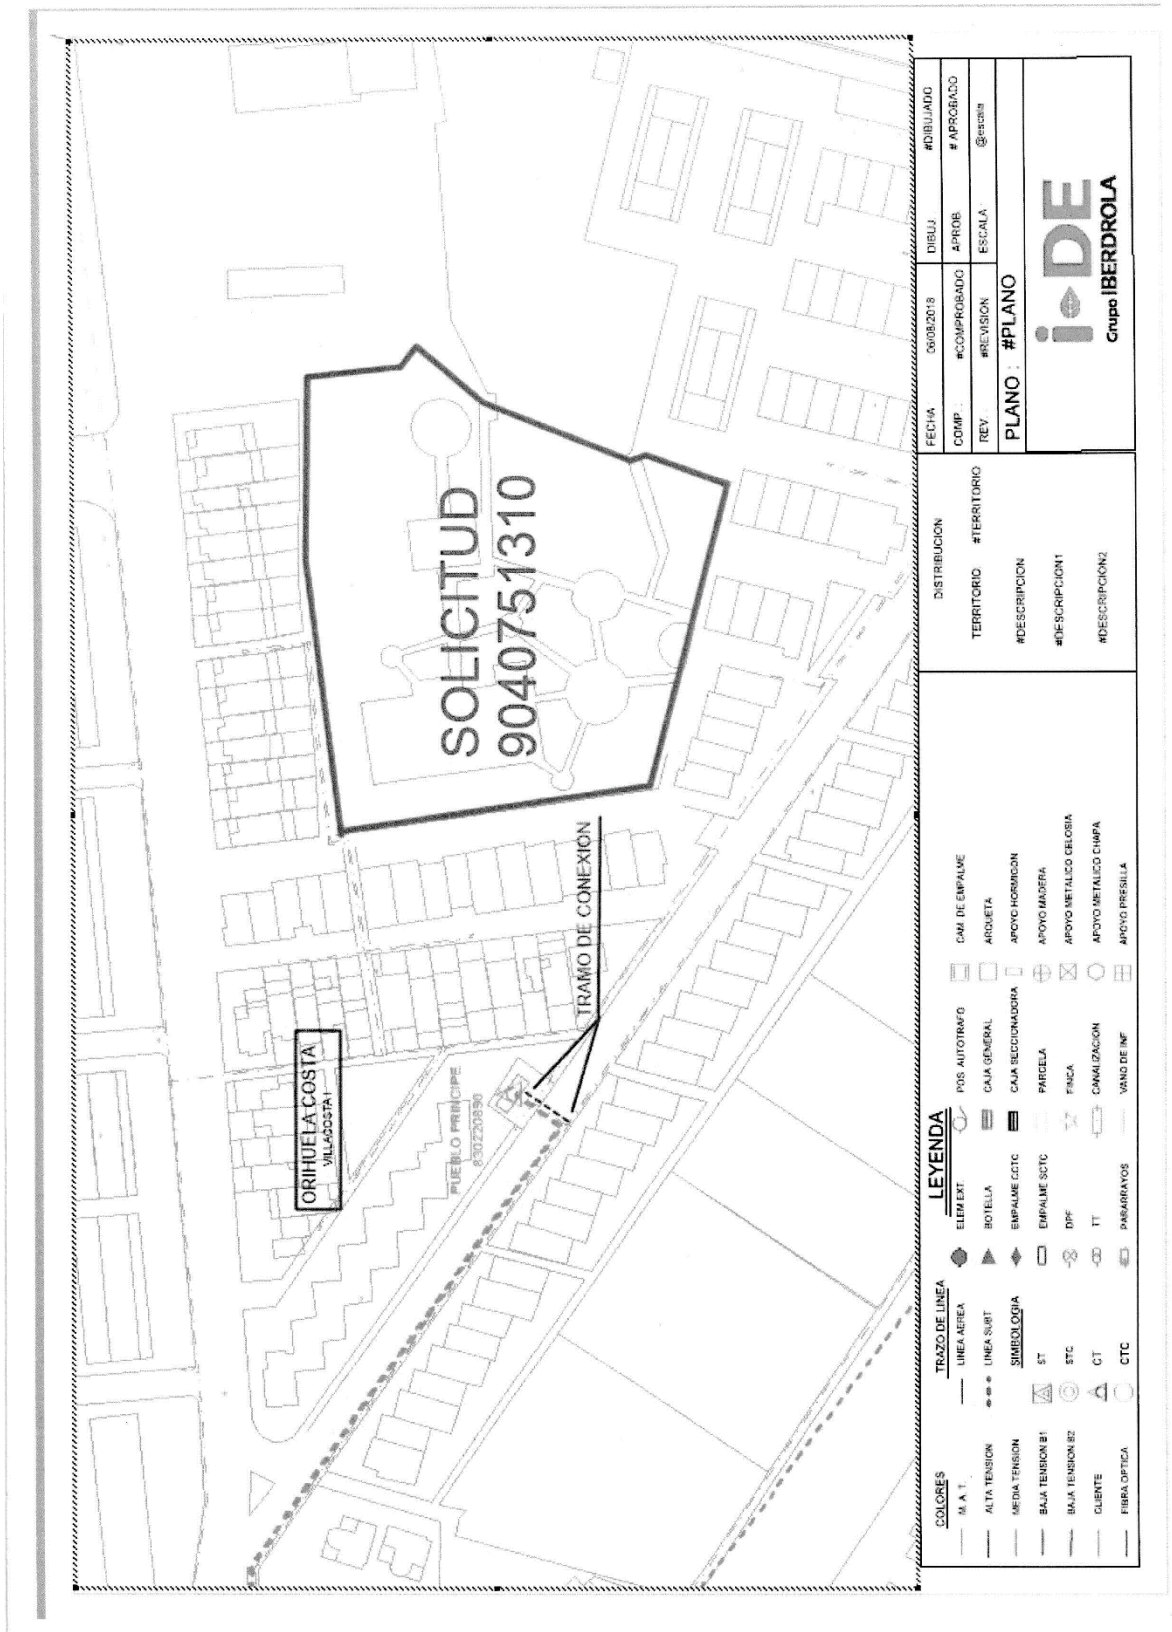 SOLICITUD
9040751310
TRAMO DE CONEXION
ORIHUELA COSTA
VILLACOSTA I
PUEBLO PRINCIPE
830220890
COLORES
M. A. T.
ALTA TENSION
MEDIA TENSION
BAJA TENSION B1
BAJA TENSION B2
CLIENTE
FIBRA OPTICA
TRAZO DE LINEA
LINEA AEREA
LINEA SUBT
SIMBOLOGIA
ST
STC
CT
CTC
LEYENDA
ELEM EXT.
BOTELLA
EMPALME CCTC
EMPALME SCTC
DPF
TT
PARARRAYOS
POS. AUTOTRAFO
CAJA GENERAL
CAJA SECCIONADORA
PARCELA
FINCA
CANALIZACION
VANO DE INF
CAM. DE EMPALME
ARQUETA
APOYO HORMIGON
APOYO MADERA
APOYO METALICO CELOSIA
APOYO METALICO CHAPA
APOYO PRESILLA
DISTRIBUCION
TERRITORIO #TERRITORIO
#DESCRIPCION
#DESCRIPCION1
#DESCRIPCION2
FECHA 06/08/2018 DIBUJ. #DIBUJADO
COMP. : #COMPROBADO APROB. # APROBADO
REV. : #REVISION ESCALA : @escala
PLANO : #PLANO
i-DE
Grupo IBERDROLA